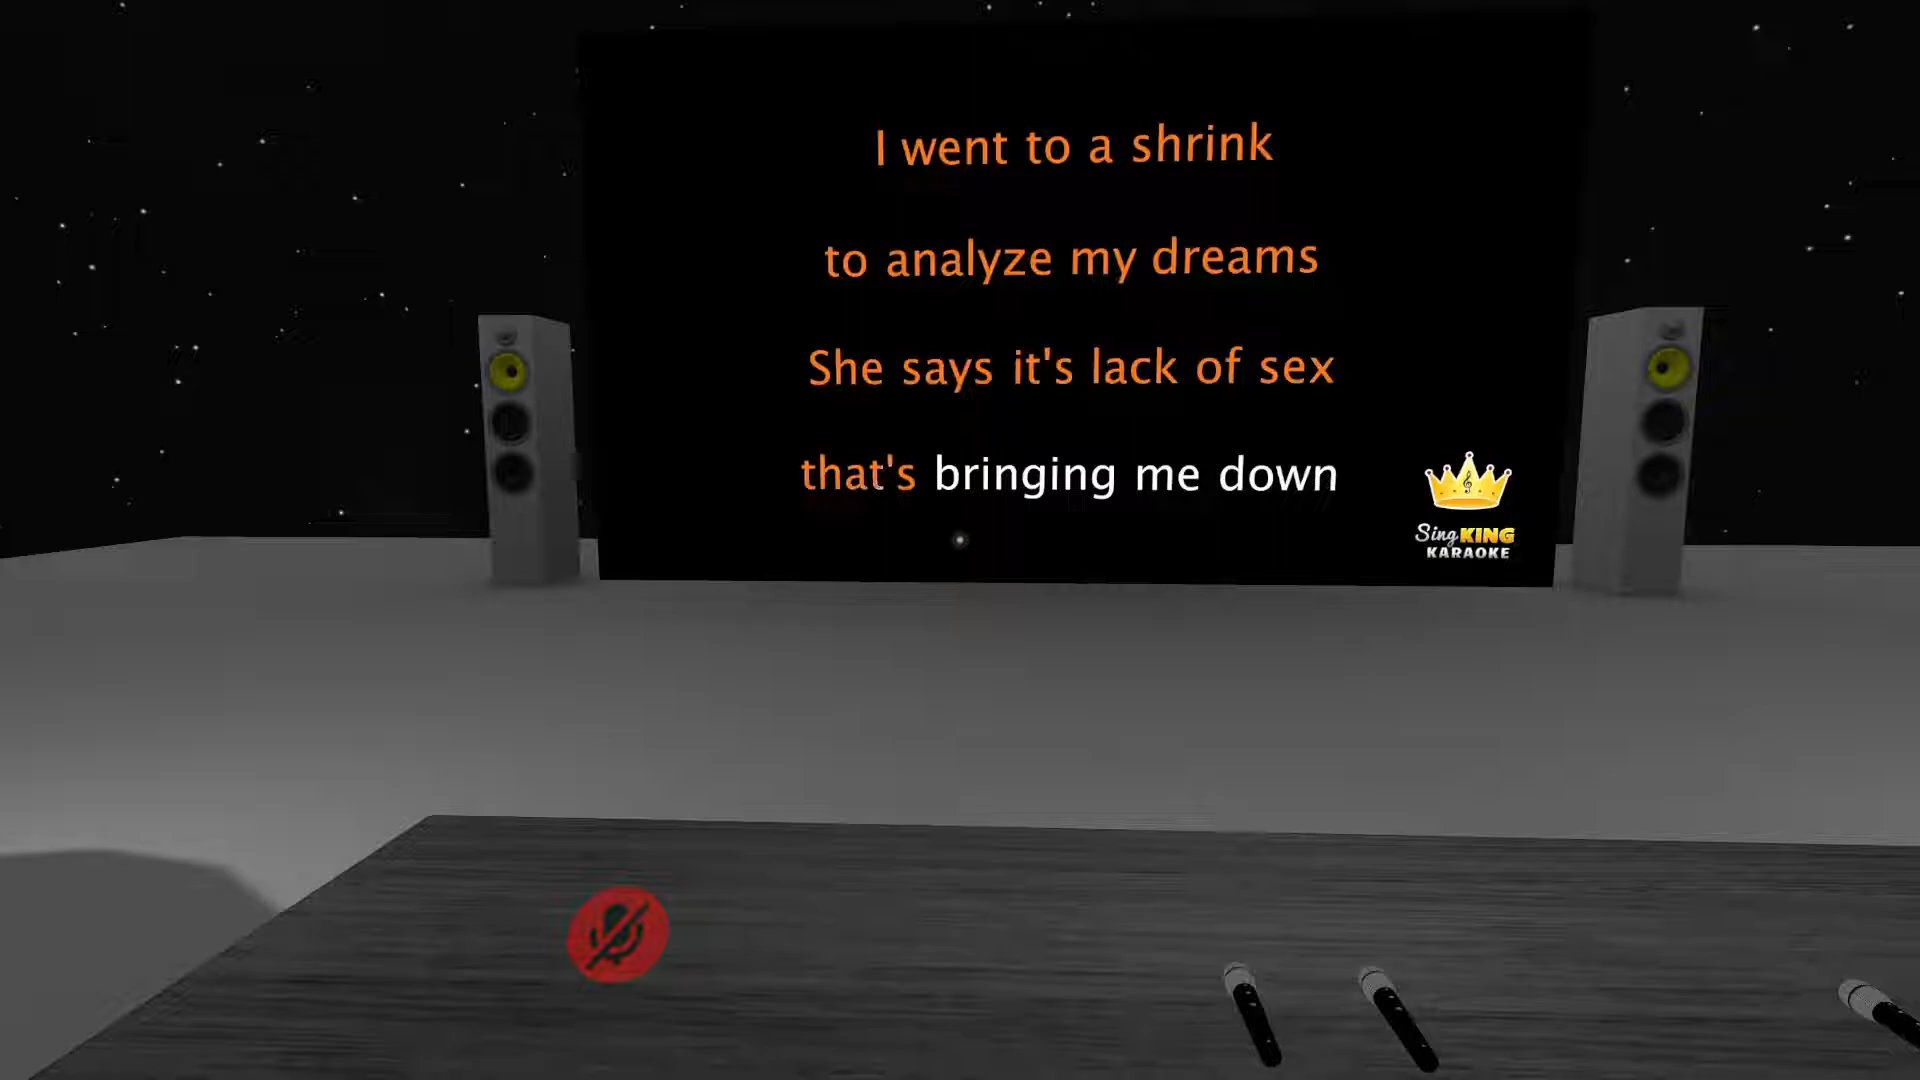 I went to a shrink
to analyze my dreams
She says it's lack of sex
that's bringing me down
Sing KING
KARAOKE